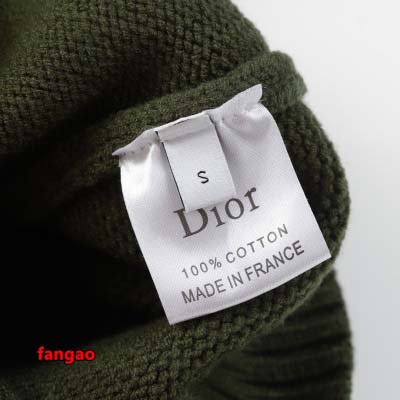 S
Dior
100% COTTON
MADE IN FRANCE
fangao